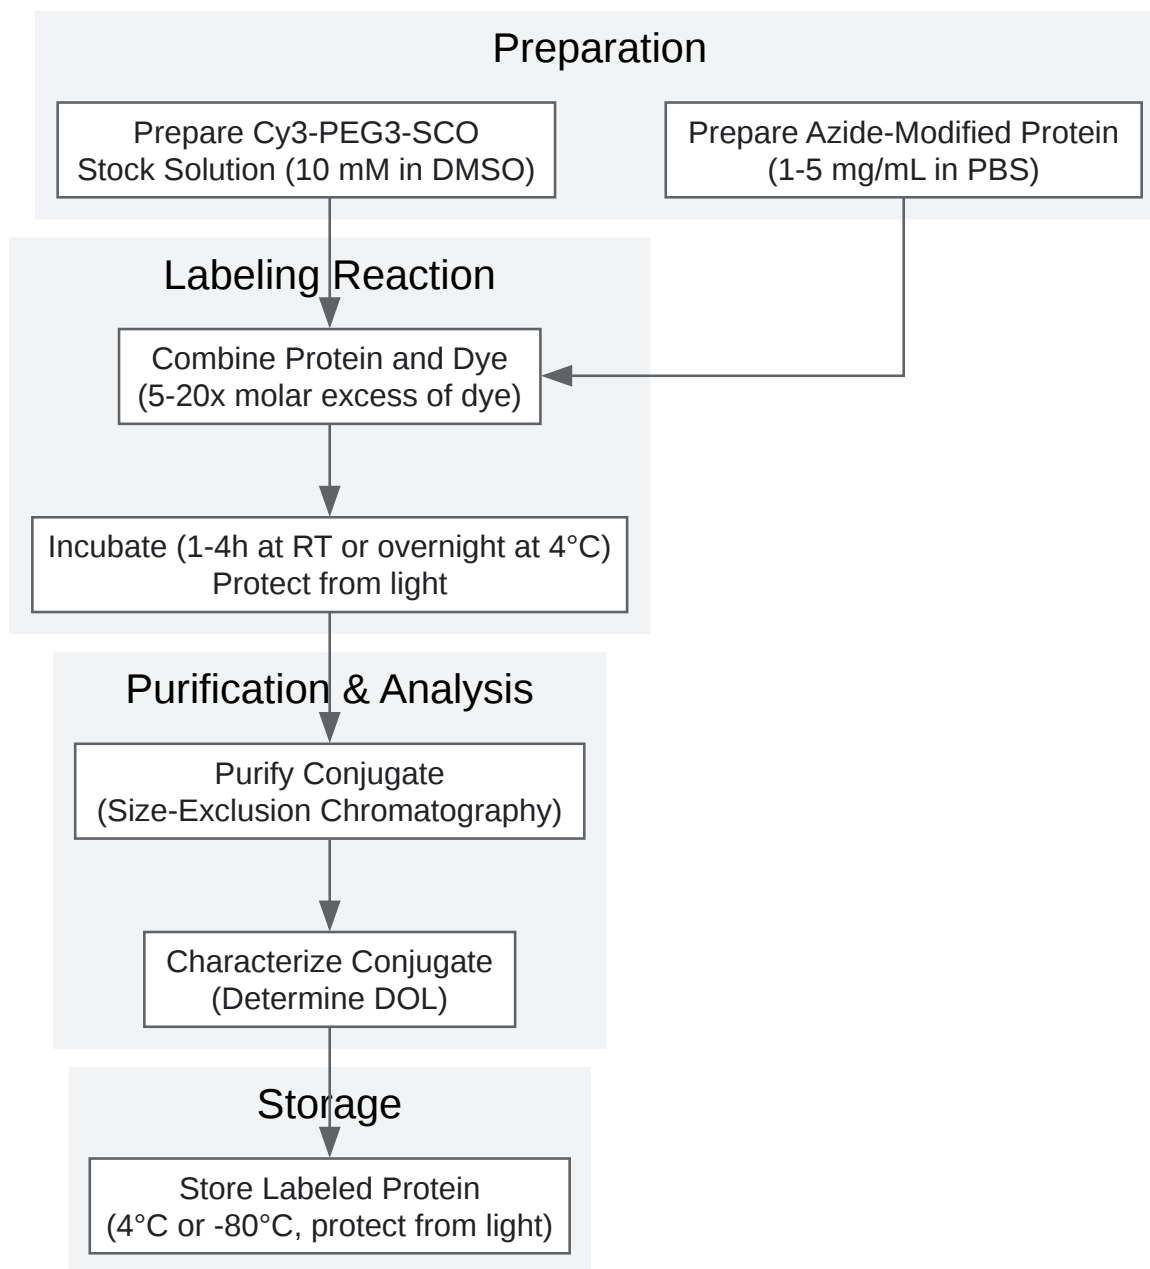 Preparation
Prepare Cy3-PEG3-SCO
Stock Solution (10 mM in DMSO)
Prepare Azide-Modified Protein
(1-5 mg/mL in PBS)
Labeling Reaction
Combine Protein and Dye
(5-20x molar excess of dye)
Incubate (1-4h at RT or overnight at 4°C)
Protect from light
Purification & Analysis
Purify Conjugate
(Size-Exclusion Chromatography)
Characterize Conjugate
(Determine DOL)
Storage
Store Labeled Protein
(4°C or -80°C, protect from light)